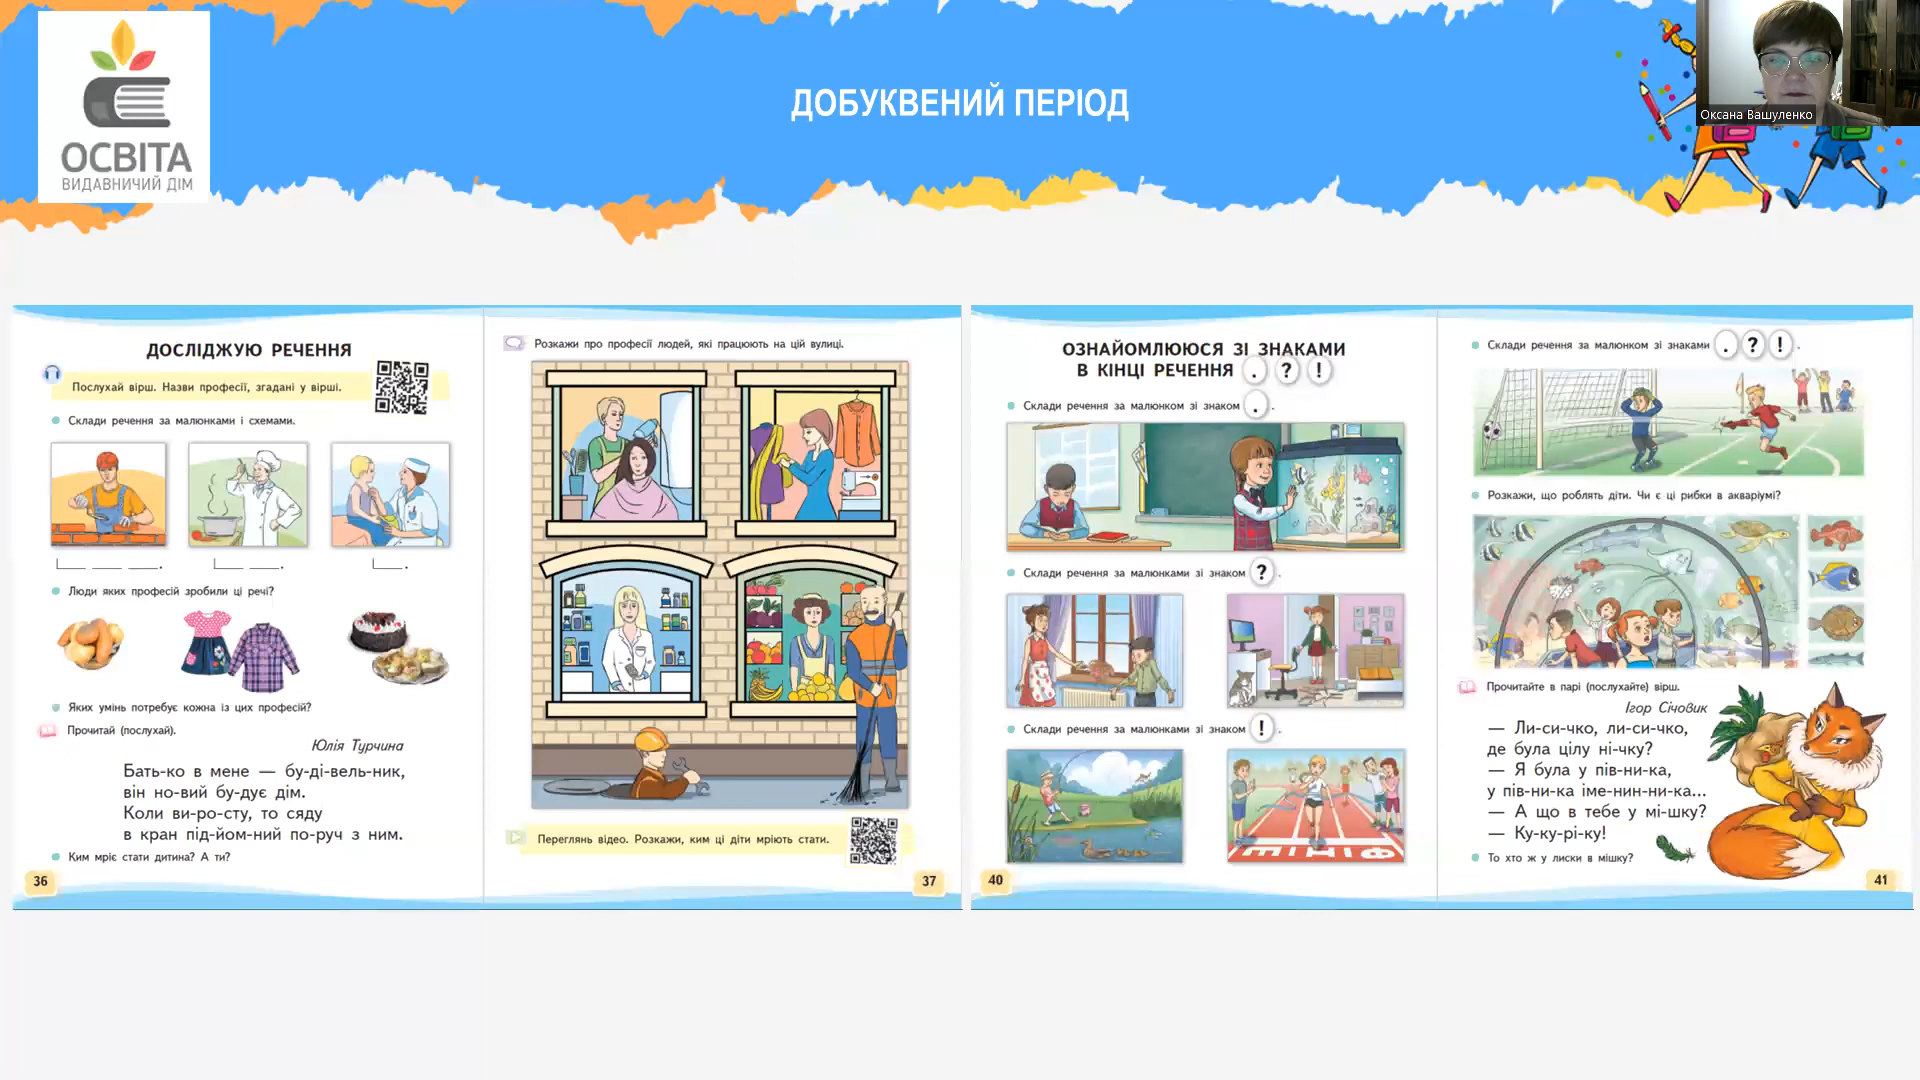 ОСВІТА
ВИДАВНИЧИЙ ДІМ
ДОБУКВЕНИЙ ПЕРІОД
Оксана Вашуленко
ДОСЛІДЖУЮ РЕЧЕННЯ
Послухай вірш. Назви професії, згадані у вірші.
Склади речення за малюнками і схемами.
Люди яких професій зробили ці речі?
Яких умінь потребує кожна із цих професій?
Прочитай (послухай).
Юлія Турчина
Бать-ко в мене — бу-ді-вель-ник,
він но-вий бу-дує дім.
Коли ви-ро-сту, то сяду
в кран під-йом-ний по-руч з ним.
Ким мріє стати дитина? А ти?
36
Розкажи про професії людей, які працюють на цій вулиці.
Переглянь відео. Розкажи, ким ці діти мріють стати.
37
ОЗНАЙОМЛЮЮСЯ ЗІ ЗНАКАМИ
В КІНЦІ РЕЧЕННЯ . ? !
Склади речення за малюнком зі знаком . .
Склади речення за малюнками зі знаком ? .
Склади речення за малюнками зі знаком ! .
ФІНІШ
40
Склади речення за малюнком зі знаками . ? ! .
Розкажи, що роблять діти. Чи є ці рибки в акваріумі?
Прочитайте в парі (послухайте) вірш.
Ігор Січовик
— Ли-си-чко, ли-си-чко,
де була цілу ні-чку?
— Я була у пів-ни-ка,
у пів-ни-ка іме-нин-ни-ка...
— А що в тебе у мі-шку?
— Ку-ку-рі-ку!
То хто ж у лиски в мішку?
41